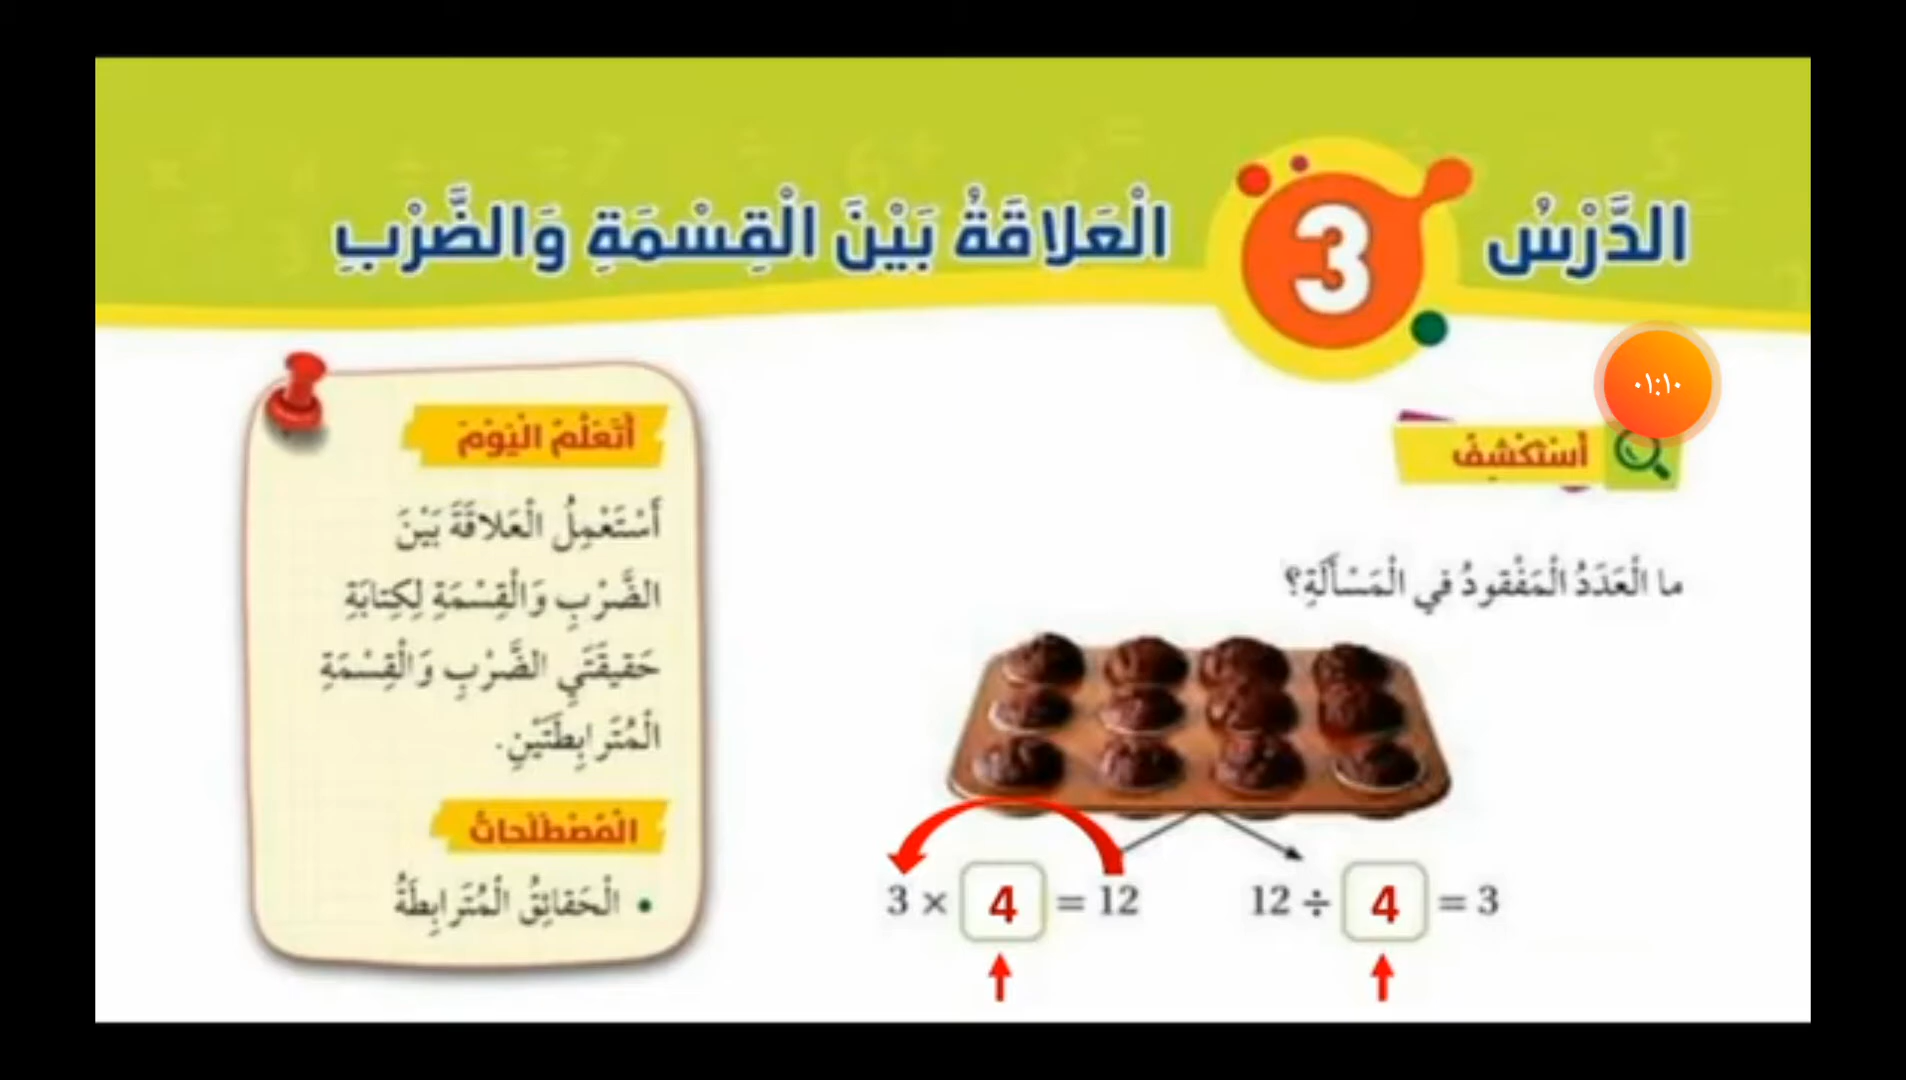 الدَّرْسُ 3 الْعَلاقَةُ بَيْنَ الْقِسْمَةِ وَالضَّرْبِ
٠١:١٠
أَسْتَكْشِفُ
ما الْعَدَدُ الْمَفْقودُ في الْمَسْأَلَةِ؟
3 × 4 = 12
12 ÷ 4 = 3
أَتَعَلَّمُ الْيَوْمَ
أَسْتَعْمِلُ الْعَلاقَةَ بَيْنَ
الضَّرْبِ وَالْقِسْمَةِ لِكِتابَةِ
حَقيقَتَيِ الضَّرْبِ وَالْقِسْمَةِ
الْمُتَرابِطَتَيْنِ.
الْمُصْطَلَحاتُ
• الْحَقائِقُ الْمُتَرابِطَةُ